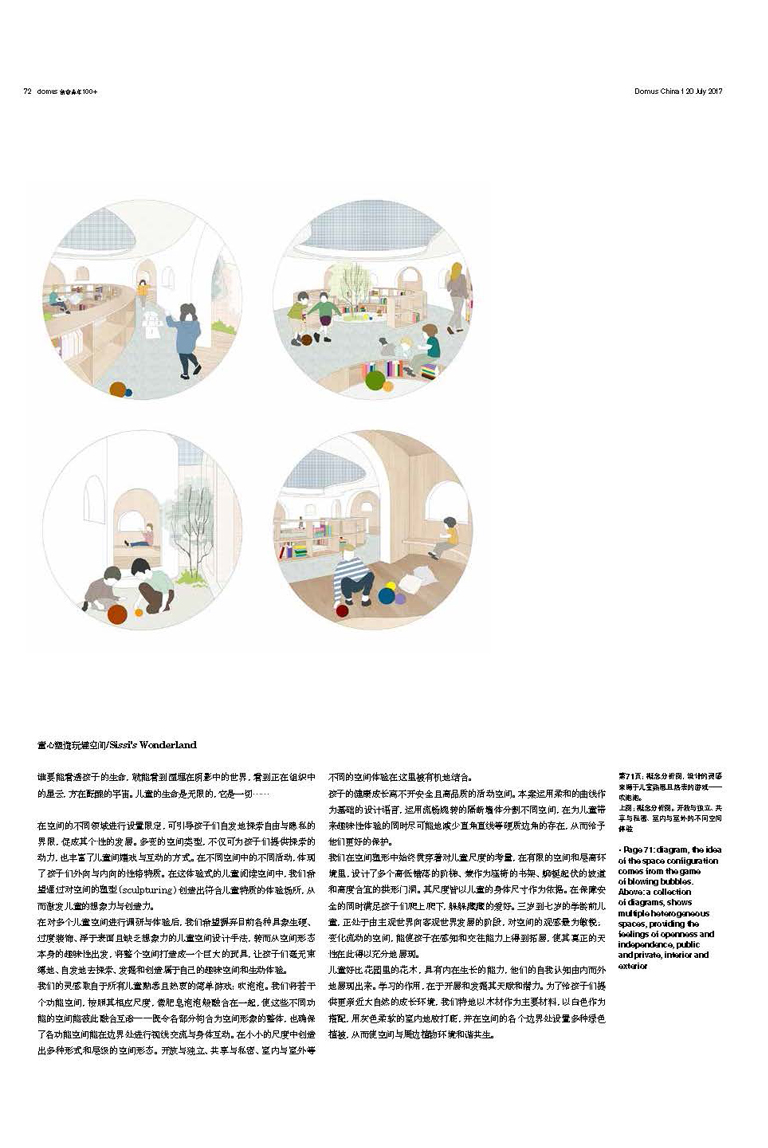 72 domus
Domus China 120 July 2017
童心塑造玩建空间/Sissi's Wonderland
谁要能看透孩子的生命，就能看到湮埋在阴影中的世界，看到正在组织中
的星云，方在酝酿的宇宙。儿童的生命是无限的，它是一切……
在空间的不同领域进行设置限定，可引导孩子们自发地探索自由与隐私的
界限，促成其个性的发展。多变的空间类型，不仅可为孩子们提供探索的
动力，也丰富了儿童间嬉戏与互动的方式。在不同空间中的不同活动，体现
了孩子们外向与内向的性格特质。在这体验式的儿童阅读空间中，我们希
望通过对空间的塑型（sculpturing）创造出符合儿童特质的体验场所，从
而激发儿童的想象力与创造力。
在对多个儿童空间进行调研与体验后，我们希望摒弃目前各种具象生硬、
过度装饰、浮于表面且缺乏想象力的儿童空间设计手法，转而从空间形态
本身的趣味性出发，将整个空间打造成一个巨大的玩具，让孩子们毫无束
缚地、自发地去探索、发掘和创造属于自己的趣味空间和生动体验。
我们的灵感取自于所有儿童熟悉且热衷的简单游戏：吹泡泡。我们将若干
个功能空间，按照其相应尺度，像肥皂泡泡般融合在一起，使这些不同功
能的空间能彼此融合互渗——既令各部分钩合为空间形象的整体，也确保
了各功能空间能在边界处进行视线交流与身体互动。在小小的尺度中创造
出多种形式和层级的空间形态。开放与独立、共享与私密、室内与室外等
不同的空间体验在这里被有机地结合。
孩子的健康成长离不开安全且高品质的活动空间。本案运用柔和的曲线作
为基础的设计语言，运用流畅婉转的隔断墙体分割不同空间，在为儿童带
来趣味性体验的同时尽可能地减少直角直线等硬质边角的存在，从而给予
他们更好的保护。
我们在空间塑形中始终贯穿着对儿童尺度的考量，在有限的空间和层高环
境里，设计了多个高低错落的阶梯、兼作为座椅的书架、蜿蜒起伏的坡道
和高度合宜的拱形门洞。其尺度皆以儿童的身体尺寸作为依据。在保障安
全的同时满足孩子们爬上爬下，躲躲藏藏的爱好。三岁到七岁的学龄前儿
童，正处于由主观世界向客观世界发展的阶段，对空间的观感最为敏锐；
变化流动的空间，能使孩子在感知和交往能力上得到拓展，使其真正的天
性在此得以充分地展现。
儿童好比花园里的花木，具有内在生长的能力，他们的自我认知由内而外
地展现出来。学习的作用，在于开展和发掘其天赋和潜力。为了给孩子们提
供更亲近大自然的成长环境，我们特地以木材作为主要材料，以白色作为
搭配，用灰色柔软的室内地胶打底，并在空间的各个边界处设置多种绿色
植被，从而使空间与周边植物环境和谐共生。
第71页：概念分析图，设计的灵感
来源于儿童熟悉且热衷的游戏——
吹泡泡。
上图：概念分析图，开放与独立、共
享与私密、室内与室外的不同空间
体验
• Page 71: diagram, the idea
of the space configuration
comes from the game
of blowing bubbles.
Above: a collection
of diagrams, shows
multiple heterogeneous
spaces, providing the
feelings of openness and
independence, public
and private, interior and
exterior